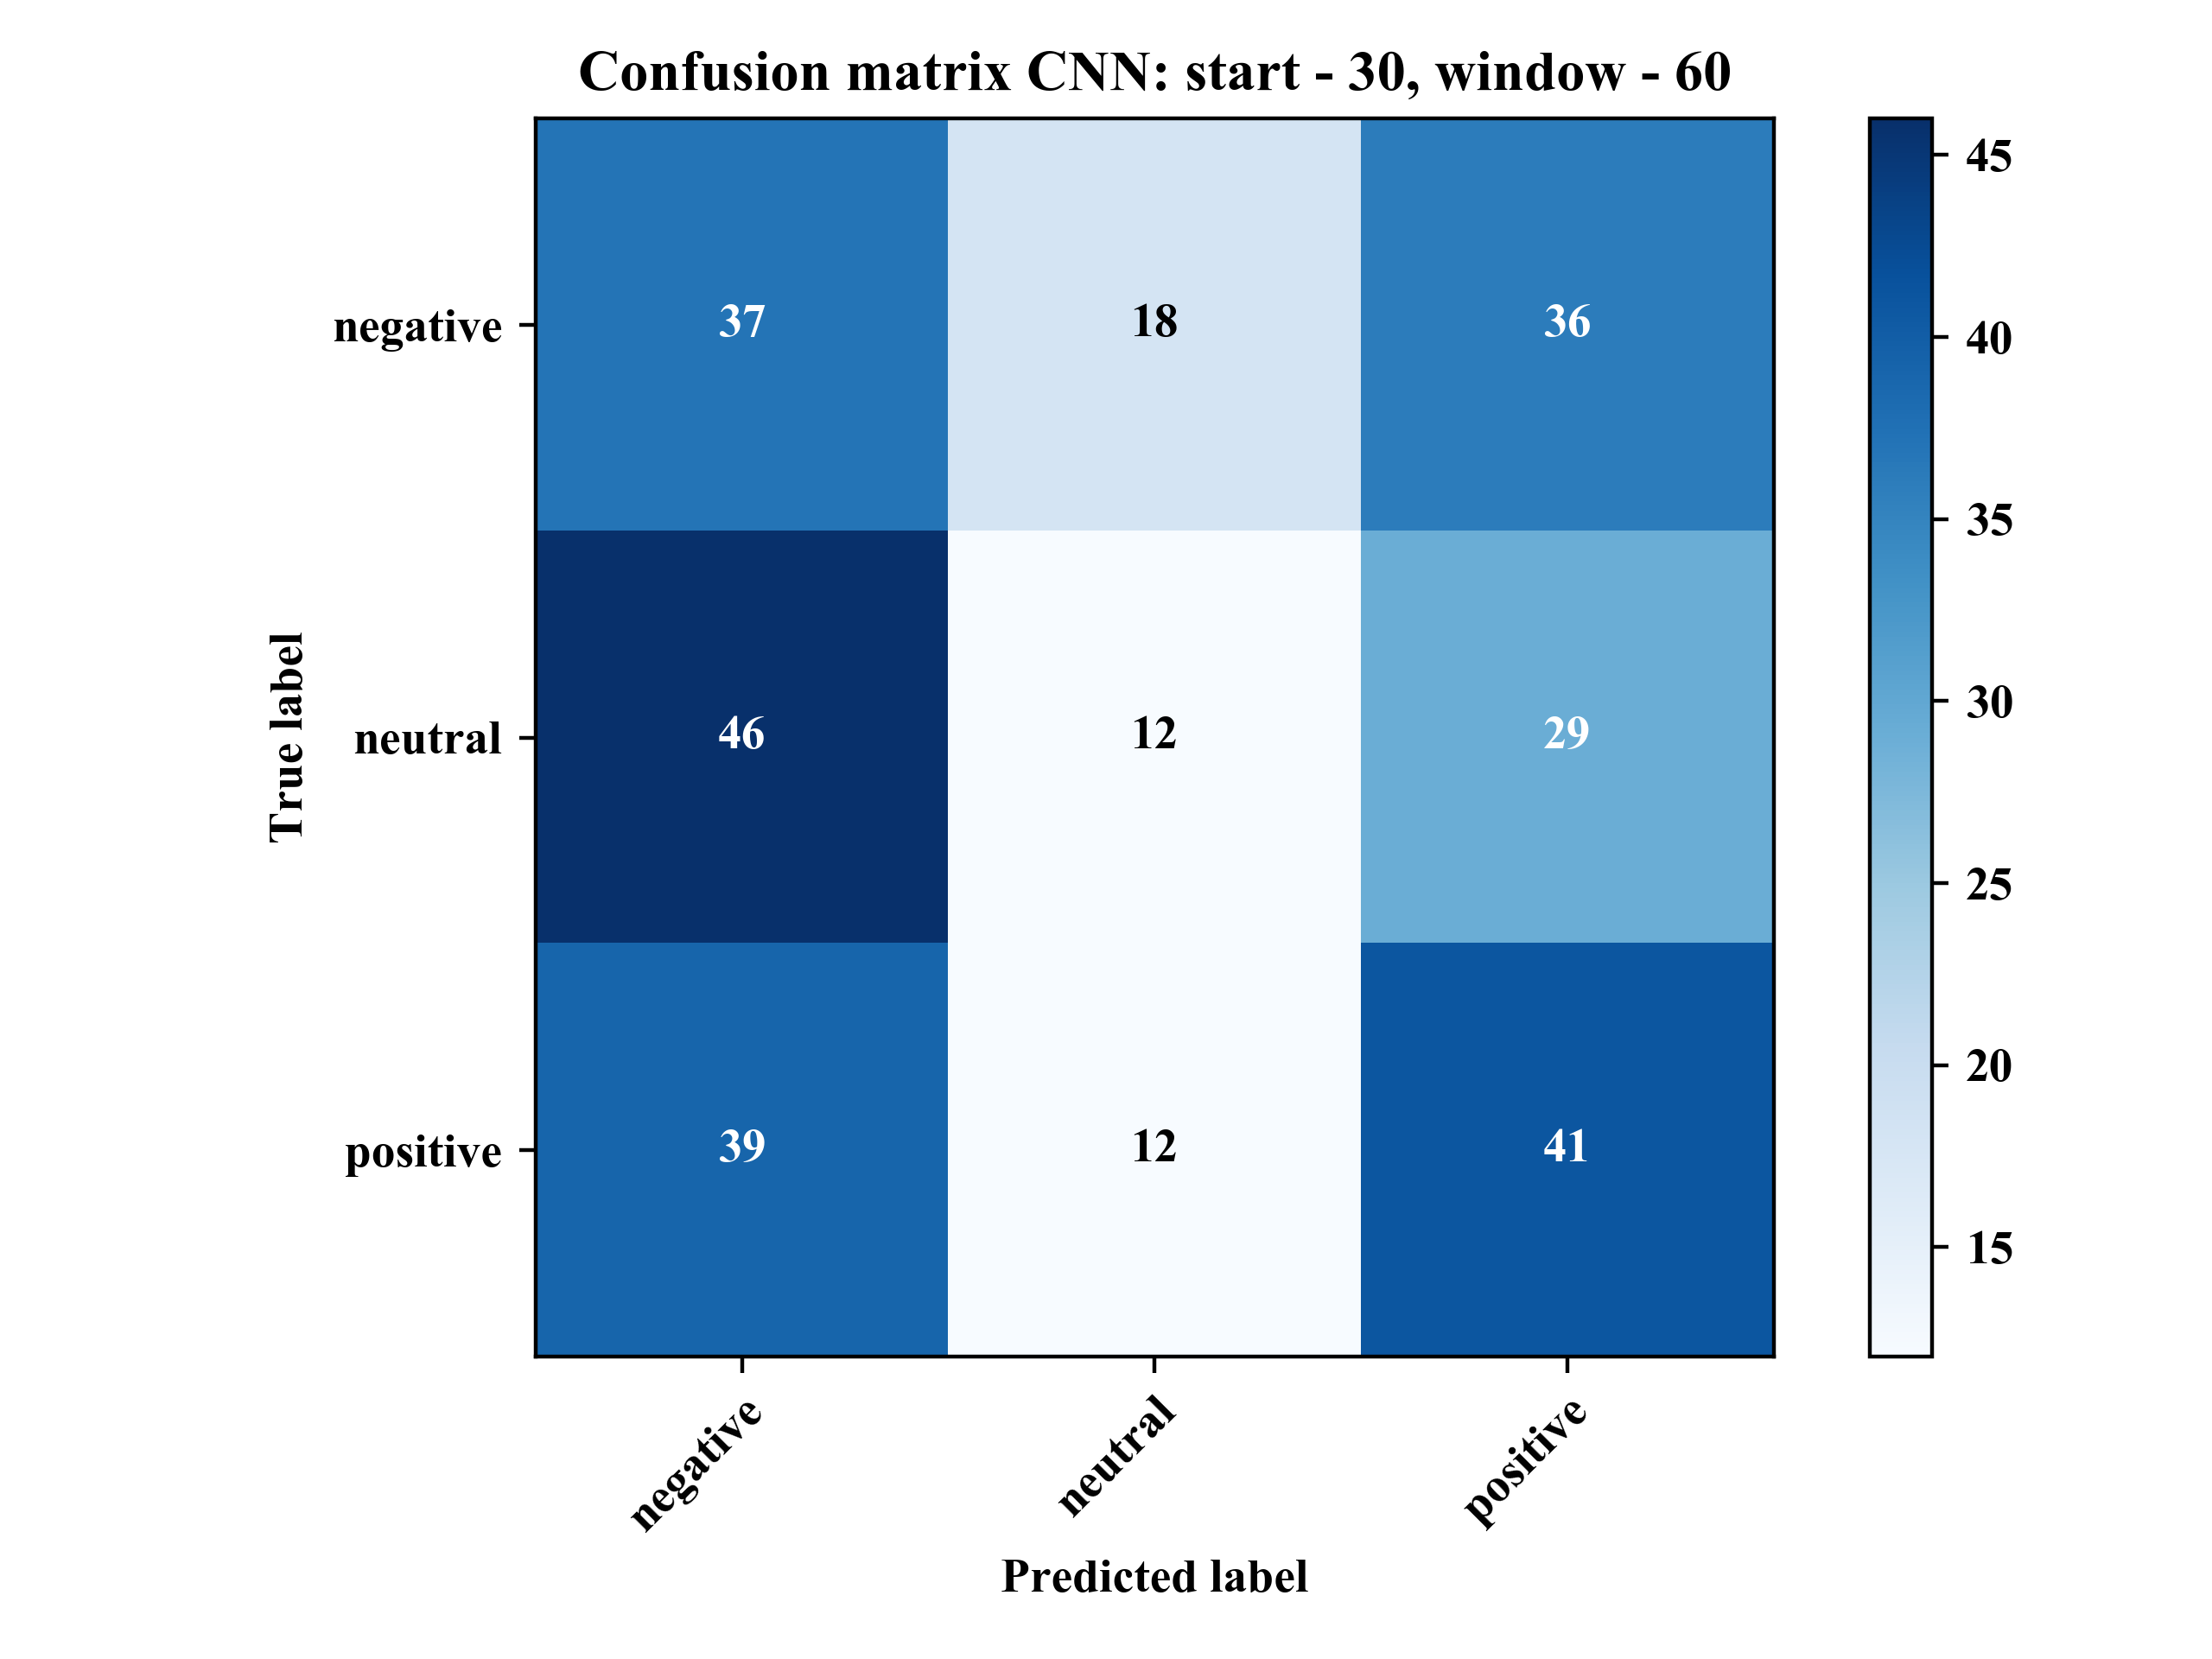 Confusion matrix CNN: start - 30, window - 60
True label
negative
37 18 36
neutral
46 12 29
positive
39 12 41
negative neutral positive
Predicted label
45
40
35
30
25
20
15